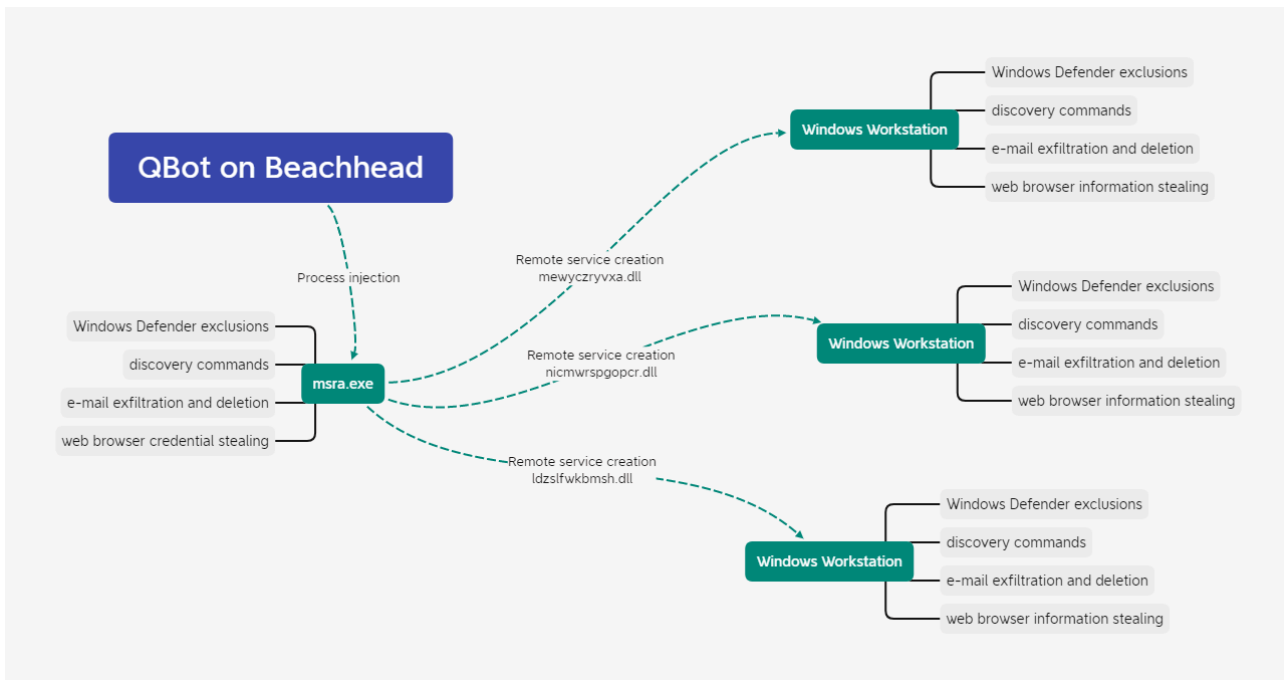 QBot on Beachhead
Process injection
Windows Defender exclusions
discovery commands
e-mail exfiltration and deletion
web browser credential stealing
msra.exe
Remote service creation
mewyczryvxa.dll
Windows Workstation
Windows Defender exclusions
discovery commands
e-mail exfiltration and deletion
web browser information stealing
Remote service creation
nicmwrspgopcr.dll
Windows Workstation
Windows Defender exclusions
discovery commands
e-mail exfiltration and deletion
web browser information stealing
Remote service creation
ldzslfwkbmsh.dll
Windows Workstation
Windows Defender exclusions
discovery commands
e-mail exfiltration and deletion
web browser information stealing